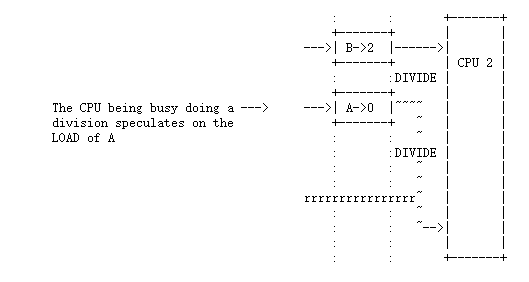 :       :       +-------+
+-------+       |       |
--->| B->2  |------>|       |
+-------+       | CPU 2 |
:       :DIVIDE |       |
+-------+       |       |
The CPU being busy doing a --->     --->| A->0  |~~~~   |       |
division speculates on the              +-------+   ~   |       |
LOAD of A                               :       :   ~   |       |
:       :DIVIDE |       |
:       :   ~   |       |
:       :   ~   |       |
rrrrrrrrrrrrrrrr~   |       |
:       :   ~   |       |
:       :   ~-->|       |
:       :       |       |
:       :       +-------+